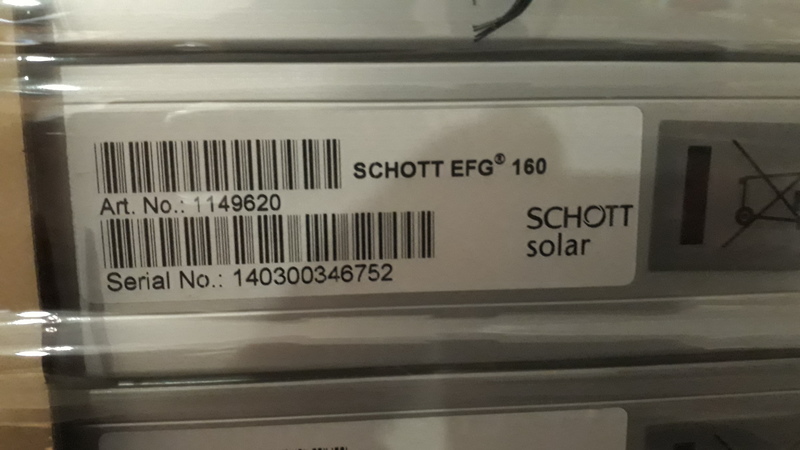 SCHOTT EFG® 160
Art. No.: 1149620
SCHOTT
solar
Serial No.: 140300346752